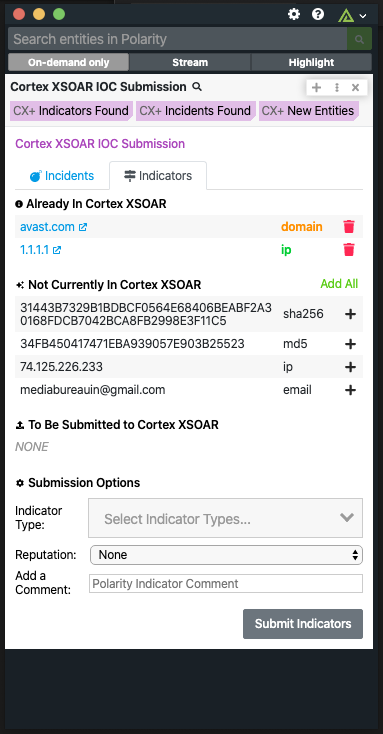 Search entities in Polarity
On-demand only Stream Highlight
Cortex XSOAR IOC Submission
CX+ Indicators Found CX+ Incidents Found CX+ New Entities
Cortex XSOAR IOC Submission
Incidents Indicators
Already In Cortex XSOAR
avast.com domain
1.1.1.1 ip
Not Currently In Cortex XSOAR Add All
31443B7329B1BDBCF0564E68406BEABF2A3
0168FDCB7042BCA8FB2998E3F11C5 sha256
34FB450417471EBA939057E903B25523 md5
74.125.226.233 ip
mediabureauin@gmail.com email
To Be Submitted to Cortex XSOAR
NONE
Submission Options
Indicator
Type: Select Indicator Types...
Reputation: None
Add a
Comment: Polarity Indicator Comment
Submit Indicators